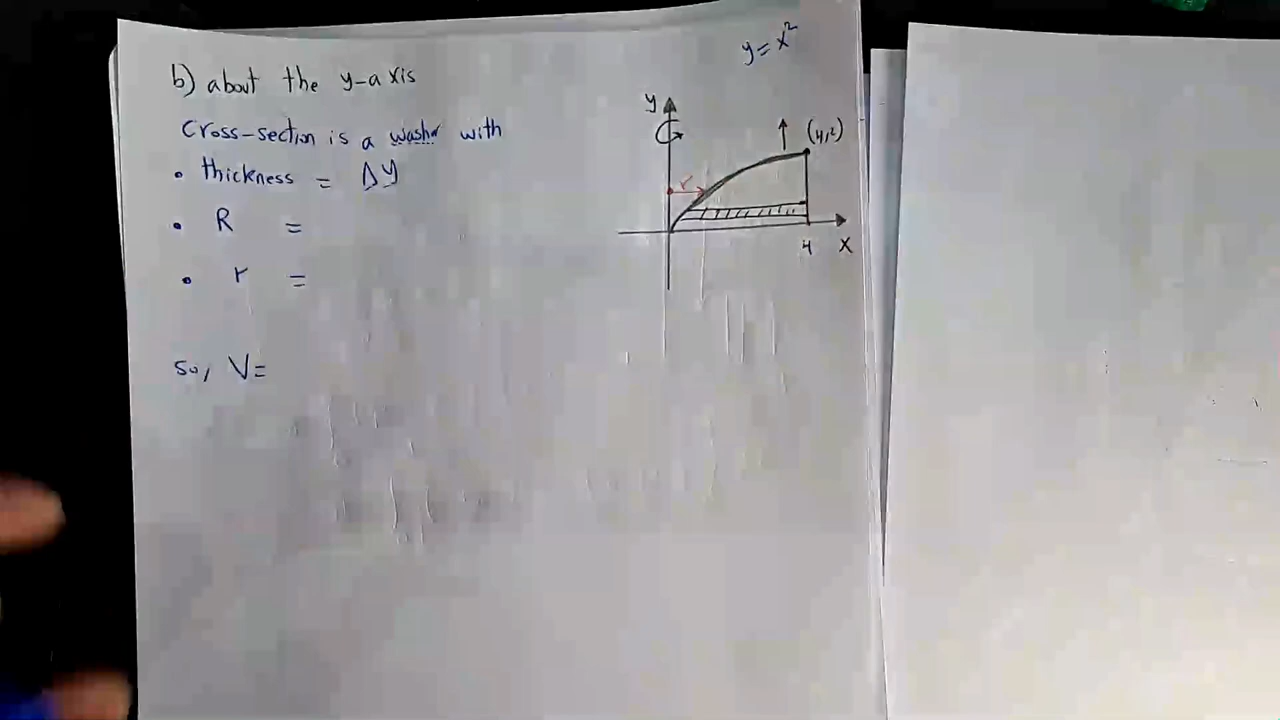 b) about the y-axis
Cross-section is a washer with
• thickness = Δy
• R =
• r =
so, V=
y = x²
y
(4,2)
r
4
x